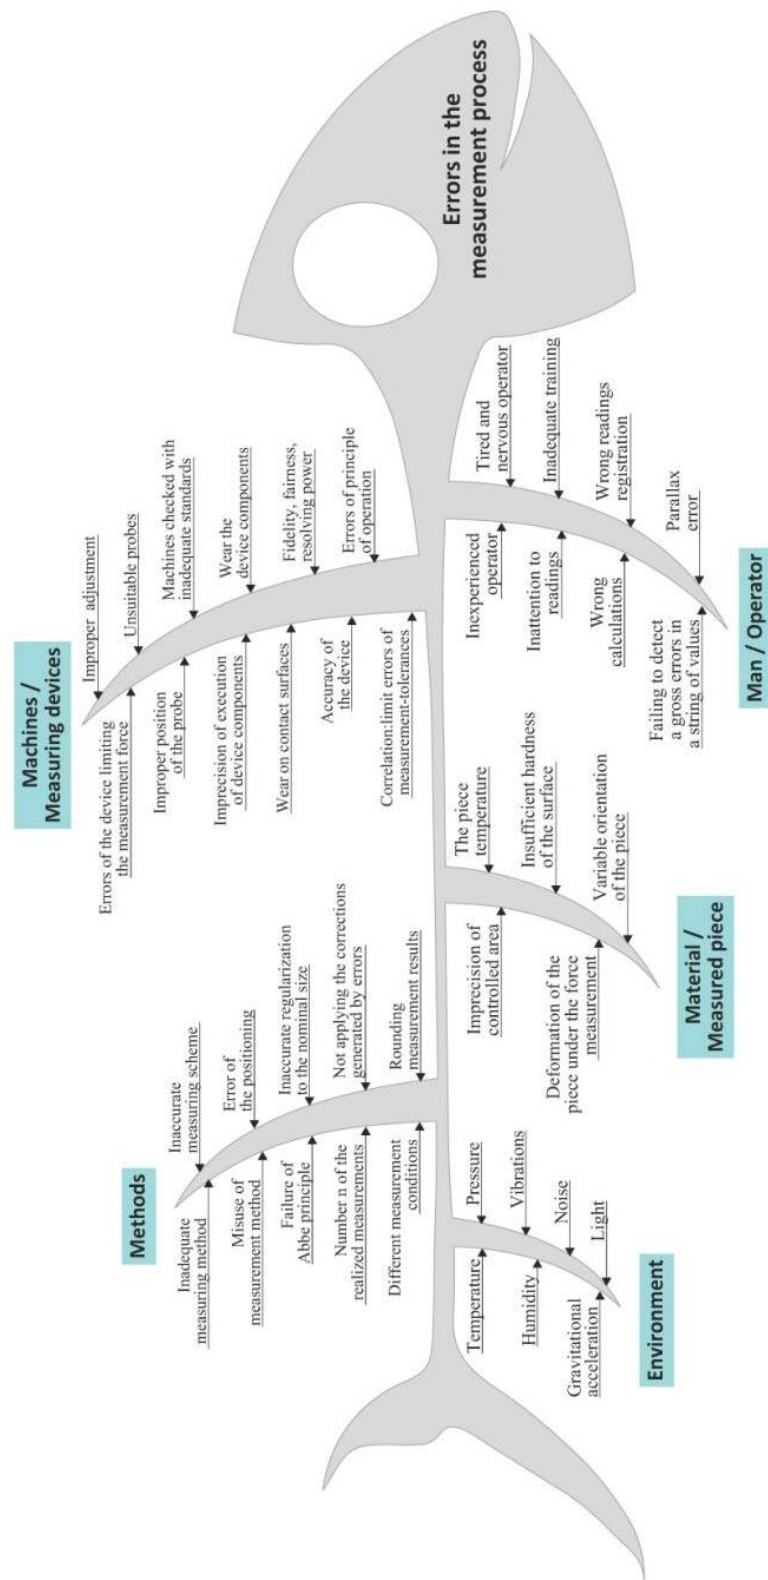 Errors in the
measurement process
Machines /
Measuring devices
Improper adjustment
Unsuitable probes
Machines checked with
inadequate standards
Wear the
device components
Fidelity, fairness,
resolving power
Errors of principle
of operation
Errors of the device limiting
the measurement force
Improper position
of the probe
Imprecision of execution
of device components
Wear on contact surfaces
Accuracy of
the device
Correlation:limit errors of
measurement-tolerances
Methods
Inaccurate
measuring scheme
Error of
the positioning
Inaccurate regularization
to the nominal size
Not applying the corrections
generated by errors
Rounding
measurement results
Inadequate
measuring method
Misuse of
measurement method
Failure of
Abbe principle
Number n of the
realized measurements
Different measurement
conditions
Tired and
nervous operator
Inadequate training
Wrong readings
registration
Parallax
error
Inexperienced
operator
Inattention to
readings
Wrong
calculations
Failing to detect
a gross errors in
a string of values
Man / Operator
The piece
temperature
Insufficient hardness
of the surface
Variable orientation
of the piece
Imprecision of
controlled area
Deformation of the
piece under the force
measurement
Material /
Measured piece
Pressure
Vibrations
Noise
Light
Temperature
Humidity
Gravitational
acceleration
Environment